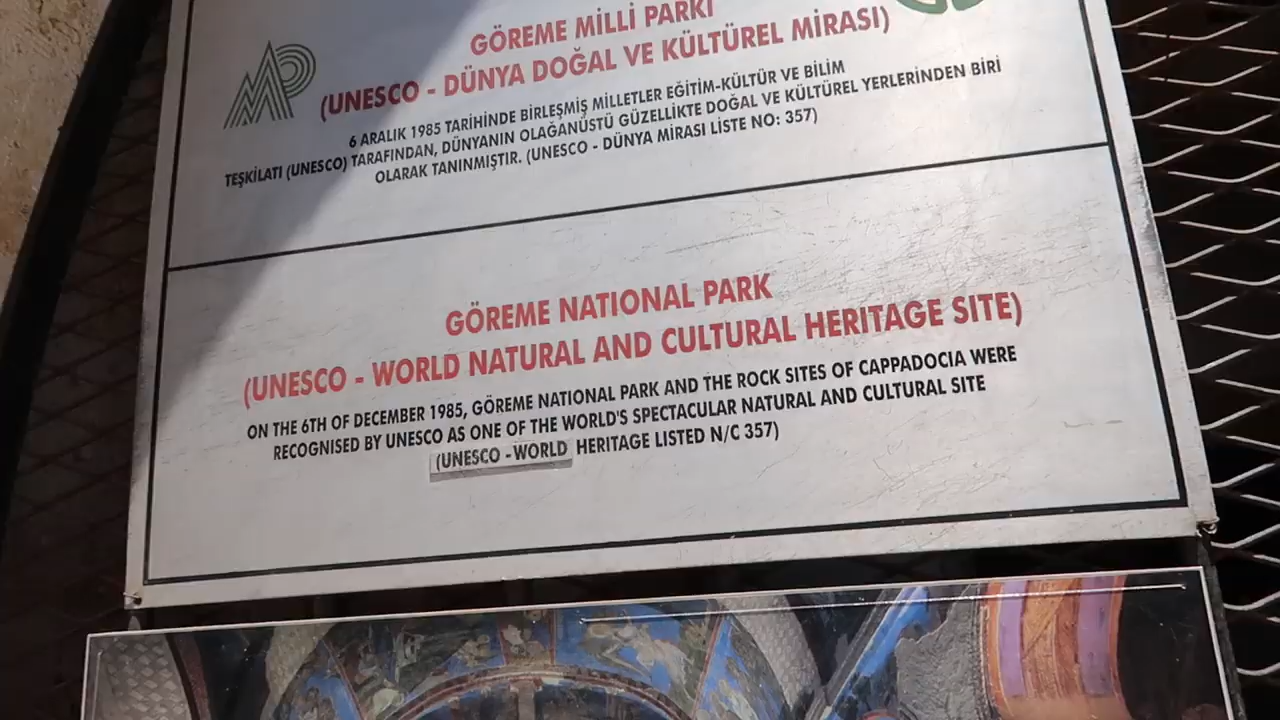 GÖREME MİLLİ PARKI
(UNESCO - DÜNYA DOĞAL VE KÜLTÜREL MİRASI)
6 ARALIK 1985 TARİHİNDE BİRLEŞMİŞ MİLLETLER EĞİTİM-KÜLTÜR VE BİLİM
TEŞKİLATI (UNESCO) TARAFINDAN, DÜNYANIN OLAĞANÜSTÜ GÜZELLİKTE DOĞAL VE KÜLTÜREL YERLERİNDEN BİRİ
OLARAK TANINMIŞTIR. (UNESCO - DÜNYA MİRASI LİSTE NO: 357)
GÖREME NATIONAL PARK
(UNESCO - WORLD NATURAL AND CULTURAL HERITAGE SITE)
ON THE 6TH OF DECEMBER 1985, GÖREME NATIONAL PARK AND THE ROCK SITES OF CAPPADOCIA WERE
RECOGNISED BY UNESCO AS ONE OF THE WORLD'S SPECTACULAR NATURAL AND CULTURAL SITE
(UNESCO -WORLD HERITAGE LISTED N/C 357)